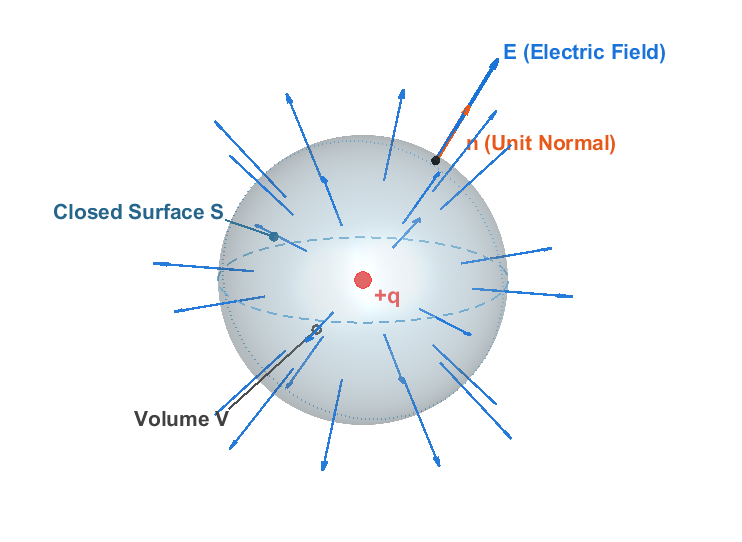 E (Electric Field)
n (Unit Normal)
Closed Surface S
+q
Volume V